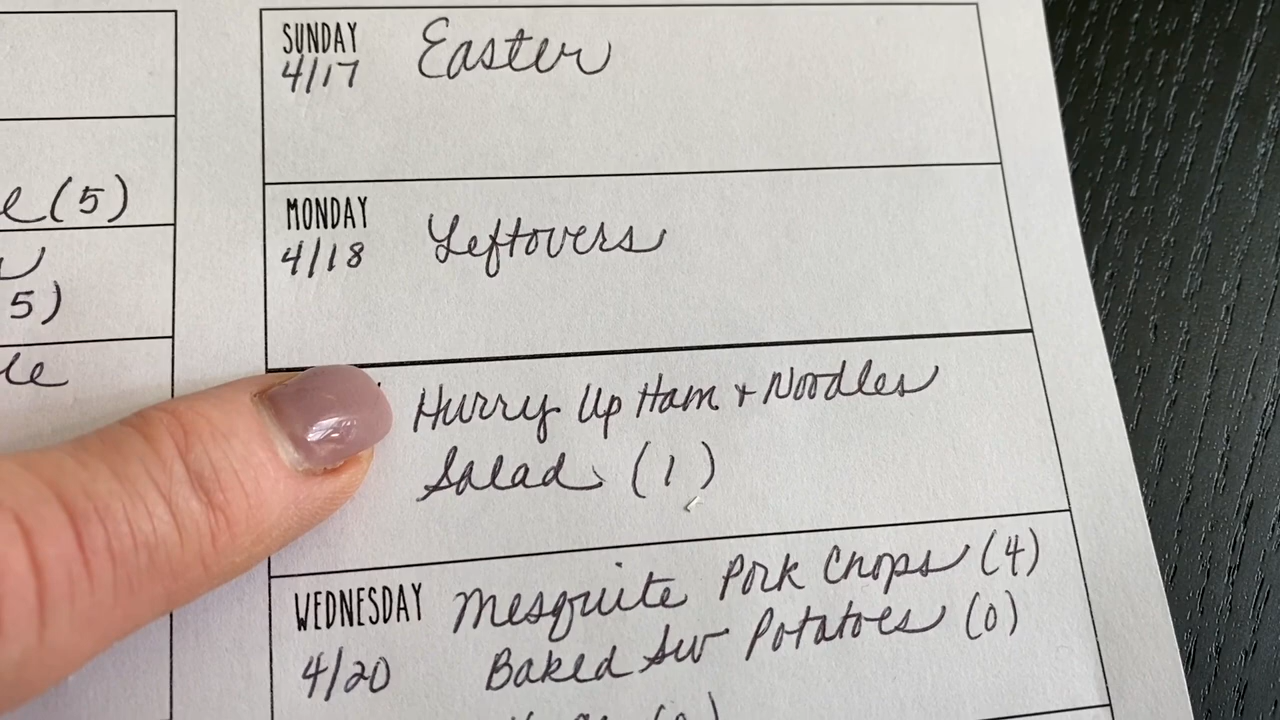 SUNDAY
4/17
Easter
MONDAY
4/18
Leftovers
Hurry Up Ham + Noodles
Salad (1)
WEDNESDAY
4/20
Mesquite Pork Chops (4)
Baked Sw Potatoes (0)
(5)
5)